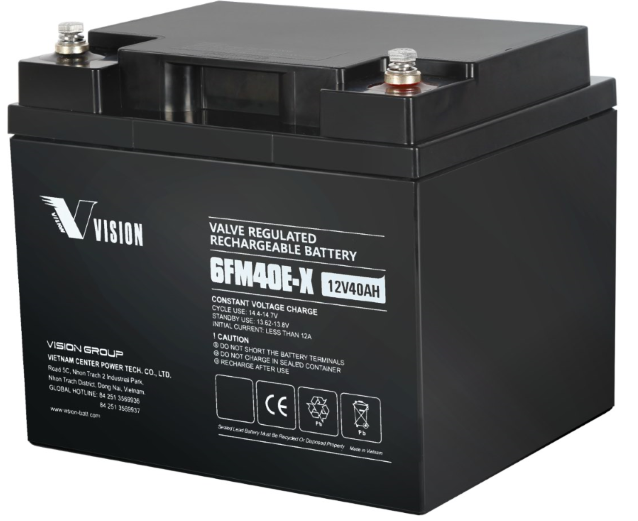 VISION
VALVE REGULATED
RECHARGEABLE BATTERY
6FM40E-X 12V40AH
CONSTANT VOLTAGE CHARGE
CYCLE USE: 14.4-14.7V
STANDBY USE: 13.62-13.8V
INITIAL CURRENT: LESS THAN 12A
! CAUTION
DO NOT SHORT THE BATTERY TERMINALS
DO NOT CHARGE IN SEALED CONTAINER
RECHARGE AFTER USE
VISION GROUP
VIETNAM CENTER POWER TECH. CO., LTD.
Road 5C, Nhon Trach 2 Industrial Park,
Nhon Trach District, Dong Nai, Vietnam
GLOBAL HOTLINE: 84 251 3569936
84 251 3569937
www.vision-batt.com
CE
Pb Pb
Sealed Lead Battery Must Be Recycled Or Disposed Properly Made in Vietnam